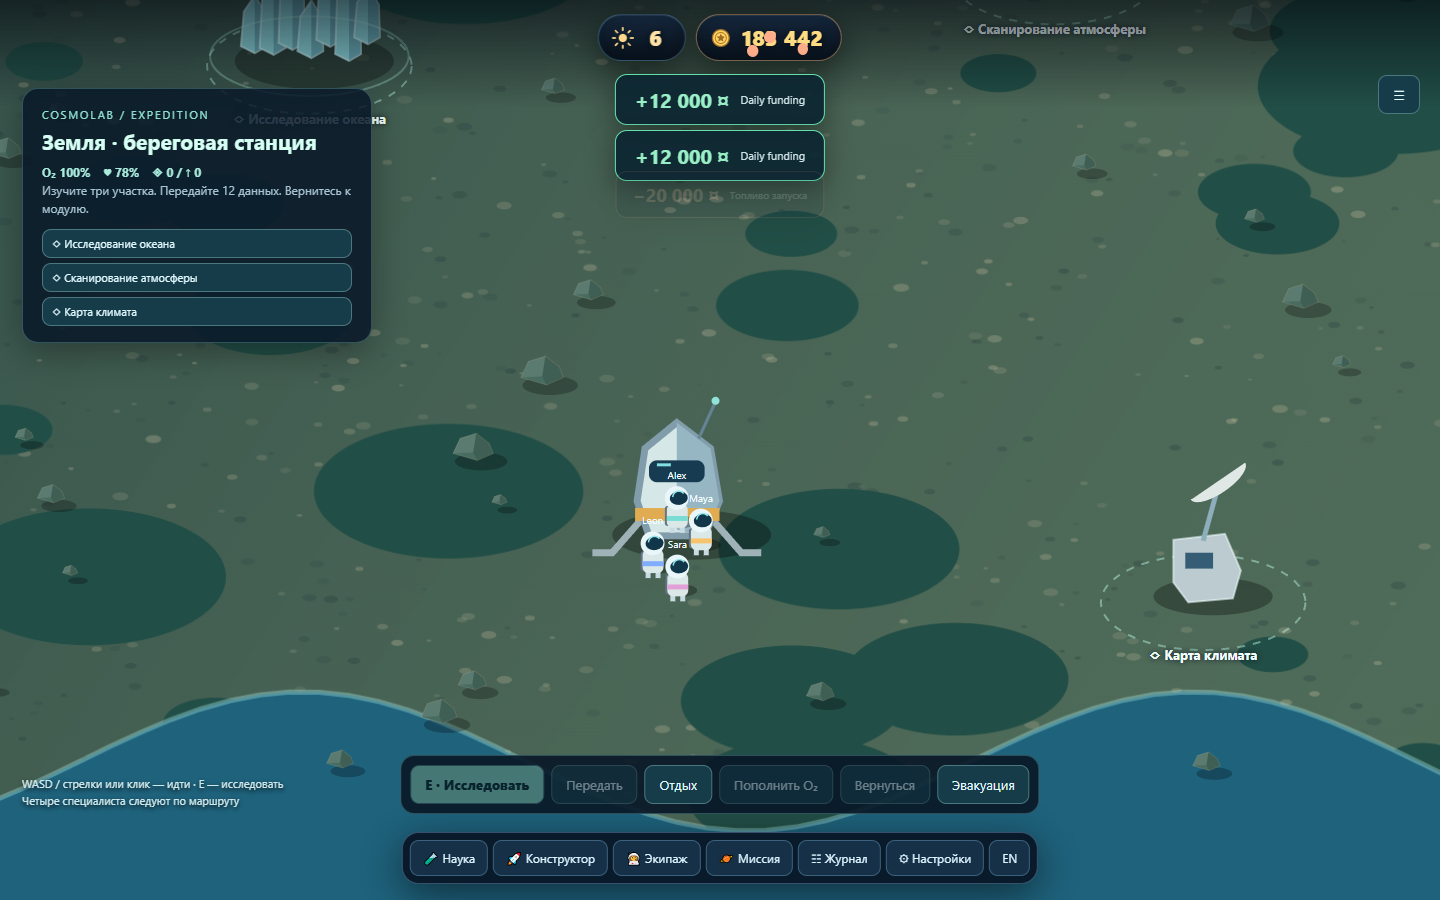 6
442
Сканирование атмосферы
+12 000 ¤ Daily funding
+12 000 ¤ Daily funding
−20 000 ¤ Топливо запуска
☰
COSMOLAB / EXPEDITION
Исследование океана
Земля · береговая станция
O₂ 100% ♥ 78% ◈ 0 / ↑ 0
Изучите три участка. Передайте 12 данных. Вернитесь к
модулю.
◇ Исследование океана
◇ Сканирование атмосферы
◇ Карта климата
Alex
Maya
Leon
Sara
◇ Карта климата
WASD / стрелки или клик — идти · E — исследовать
Четыре специалиста следуют по маршруту
E · Исследовать Передать Отдых Пополнить O₂ Вернуться Эвакуация
Наука Конструктор Экипаж Миссия Журнал Настройки EN